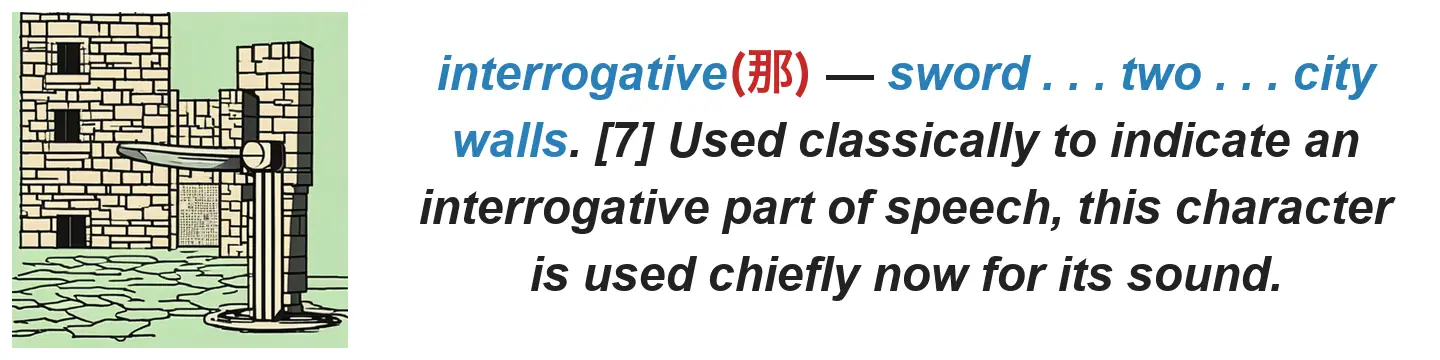 interrogative(那) — sword . . . two . . . city
walls. [7] Used classically to indicate an
interrogative part of speech, this character
is used chiefly now for its sound.